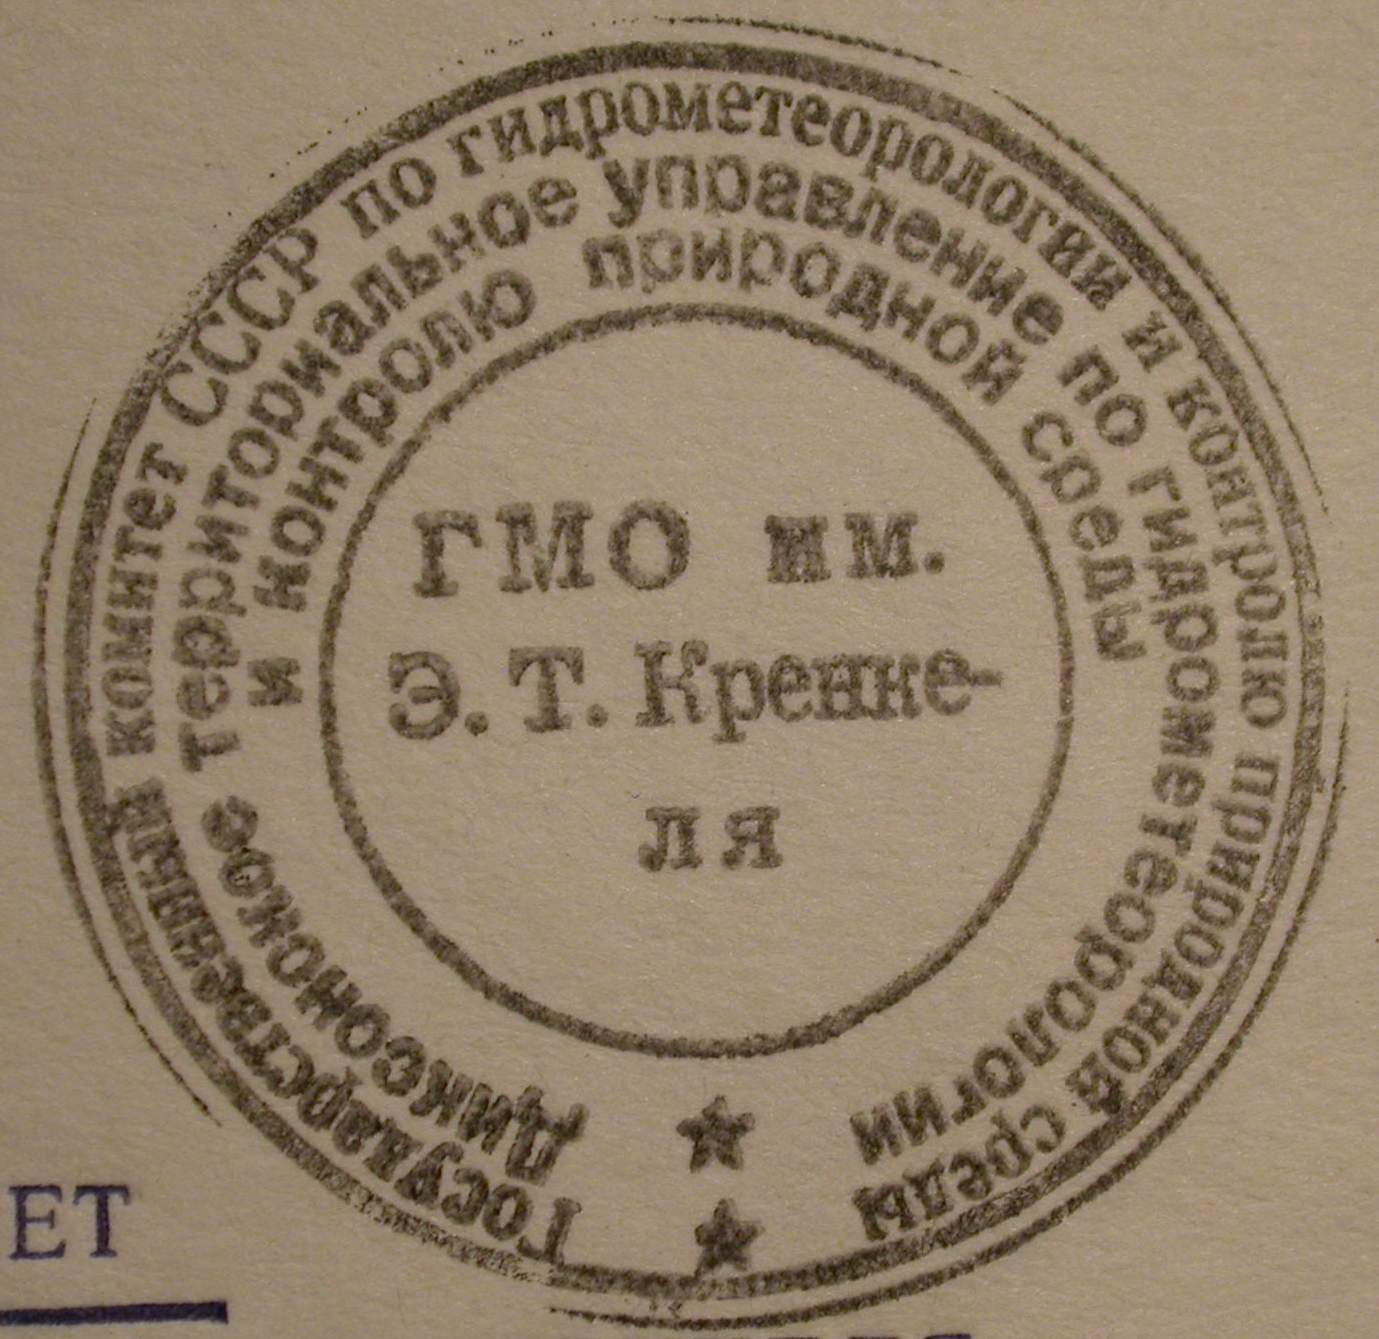 Государственный комитет СССР по гидрометеорологии и контролю природной среды
Диксонское территориальное управление по гидрометеорологии
и контролю природной среды
ГМО им.
Э. Т. Кренке-
ля
ЕТ